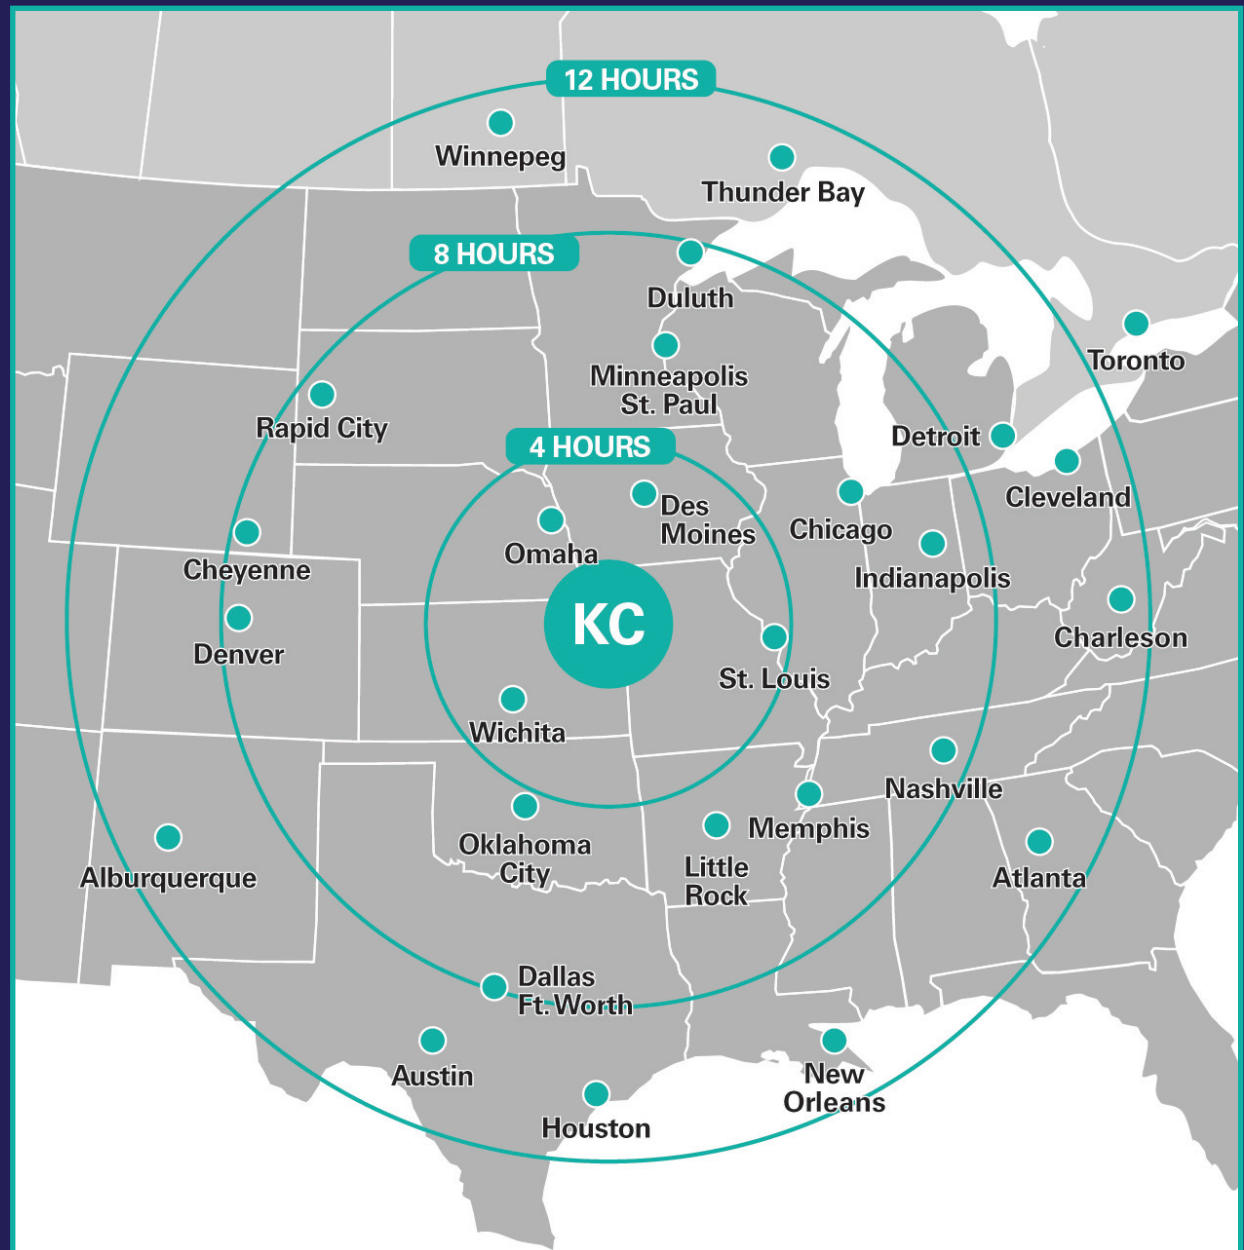 12 HOURS
Winnepeg
Thunder Bay
8 HOURS
Duluth
Toronto
Minneapolis
St. Paul
Rapid City
Detroit
4 HOURS
Cleveland
Des
Moines
Chicago
Omaha
Indianapolis
Cheyenne
KC
Charleson
Denver
St. Louis
Wichita
Nashville
Memphis
Oklahoma
City
Little
Rock
Alburquerque
Atlanta
Dallas
Ft. Worth
Austin
New
Orleans
Houston